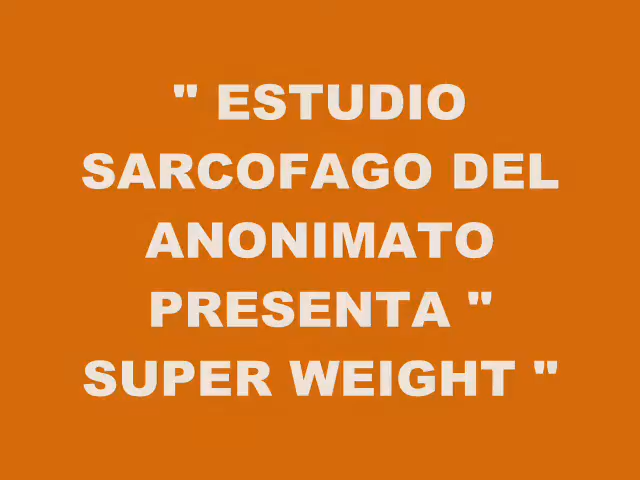 " ESTUDIO
SARCOFAGO DEL
ANONIMATO
PRESENTA "
SUPER WEIGHT "